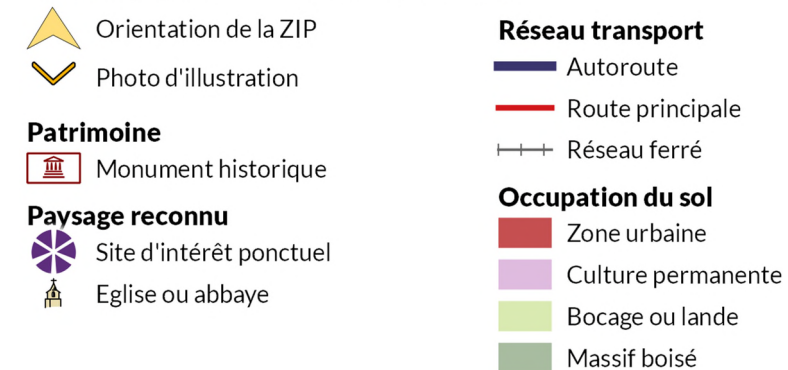 Orientation de la ZIP
Photo d'illustration
Patrimoine
Monument historique
Paysage reconnu
Site d'intérêt ponctuel
Eglise ou abbaye
Réseau transport
Autoroute
Route principale
Réseau ferré
Occupation du sol
Zone urbaine
Culture permanente
Bocage ou lande
Massif boisé